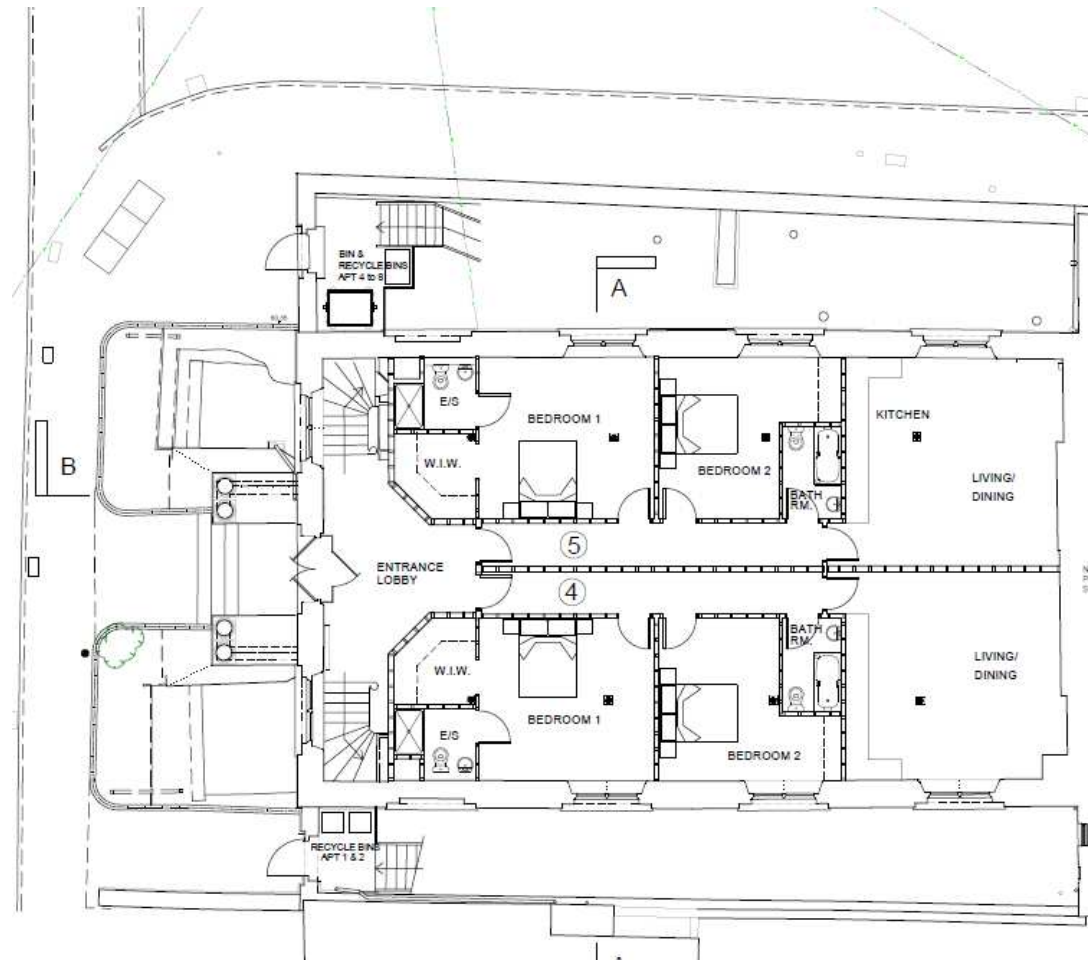 BIN &
RECYCLE BINS
APT 4 to 8
A
E/S
BEDROOM 1
KITCHEN
B
W.I.W.
BEDROOM 2
LIVING/
DINING
BATH
RM.
5
ENTRANCE
LOBBY
4
BATH
RM.
W.I.W.
LIVING/
DINING
BEDROOM 1
E/S
BEDROOM 2
RECYCLE BINS
APT 1 & 2